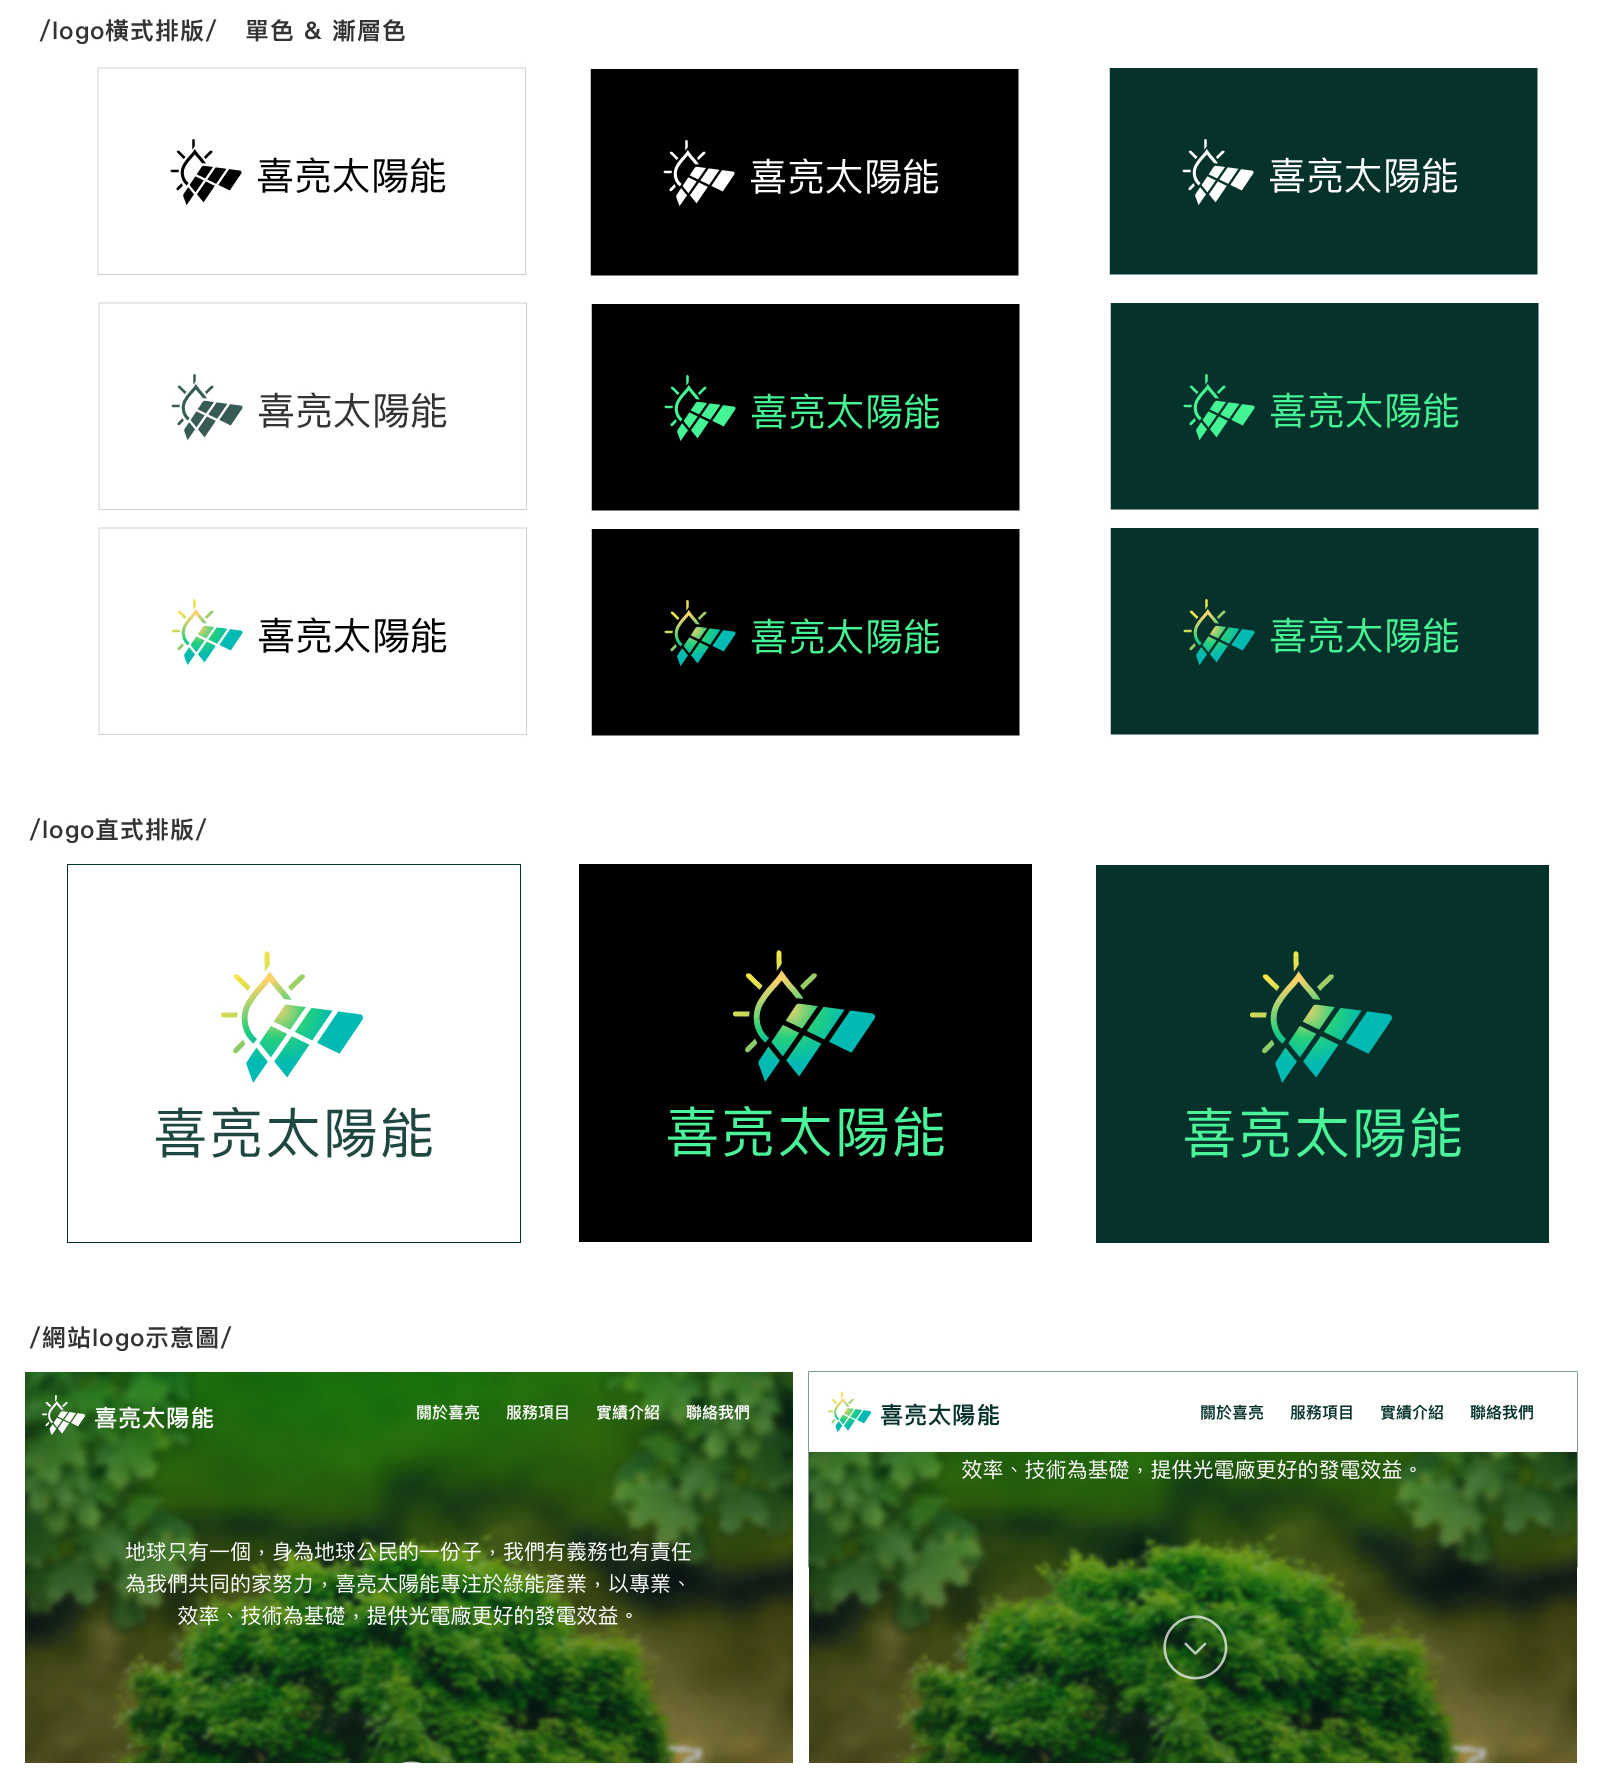 /logo橫式排版/ 單色 & 漸層色
喜亮太陽能
喜亮太陽能
喜亮太陽能
喜亮太陽能
喜亮太陽能
喜亮太陽能
喜亮太陽能
喜亮太陽能
喜亮太陽能
/logo直式排版/
喜亮太陽能
喜亮太陽能
喜亮太陽能
/網站logo示意圖/
喜亮太陽能 關於喜亮 服務項目 實績介紹 聯絡我們
地球只有一個，身為地球公民的一份子，我們有義務也有責任
為我們共同的家努力，喜亮太陽能專注於綠能產業，以專業、
效率、技術為基礎，提供光電廠更好的發電效益。
喜亮太陽能 關於喜亮 服務項目 實績介紹 聯絡我們
效率、技術為基礎，提供光電廠更好的發電效益。